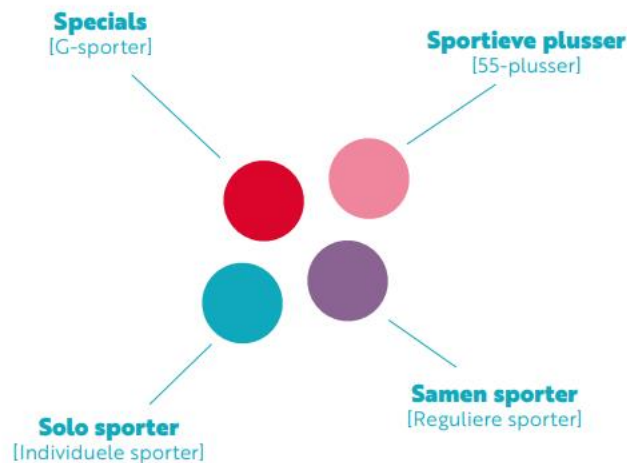 Specials
[G-sporter]
Sportieve plusser
[55-plusser]
Solo sporter
[Individuele sporter]
Samen sporter
[Reguliere sporter]